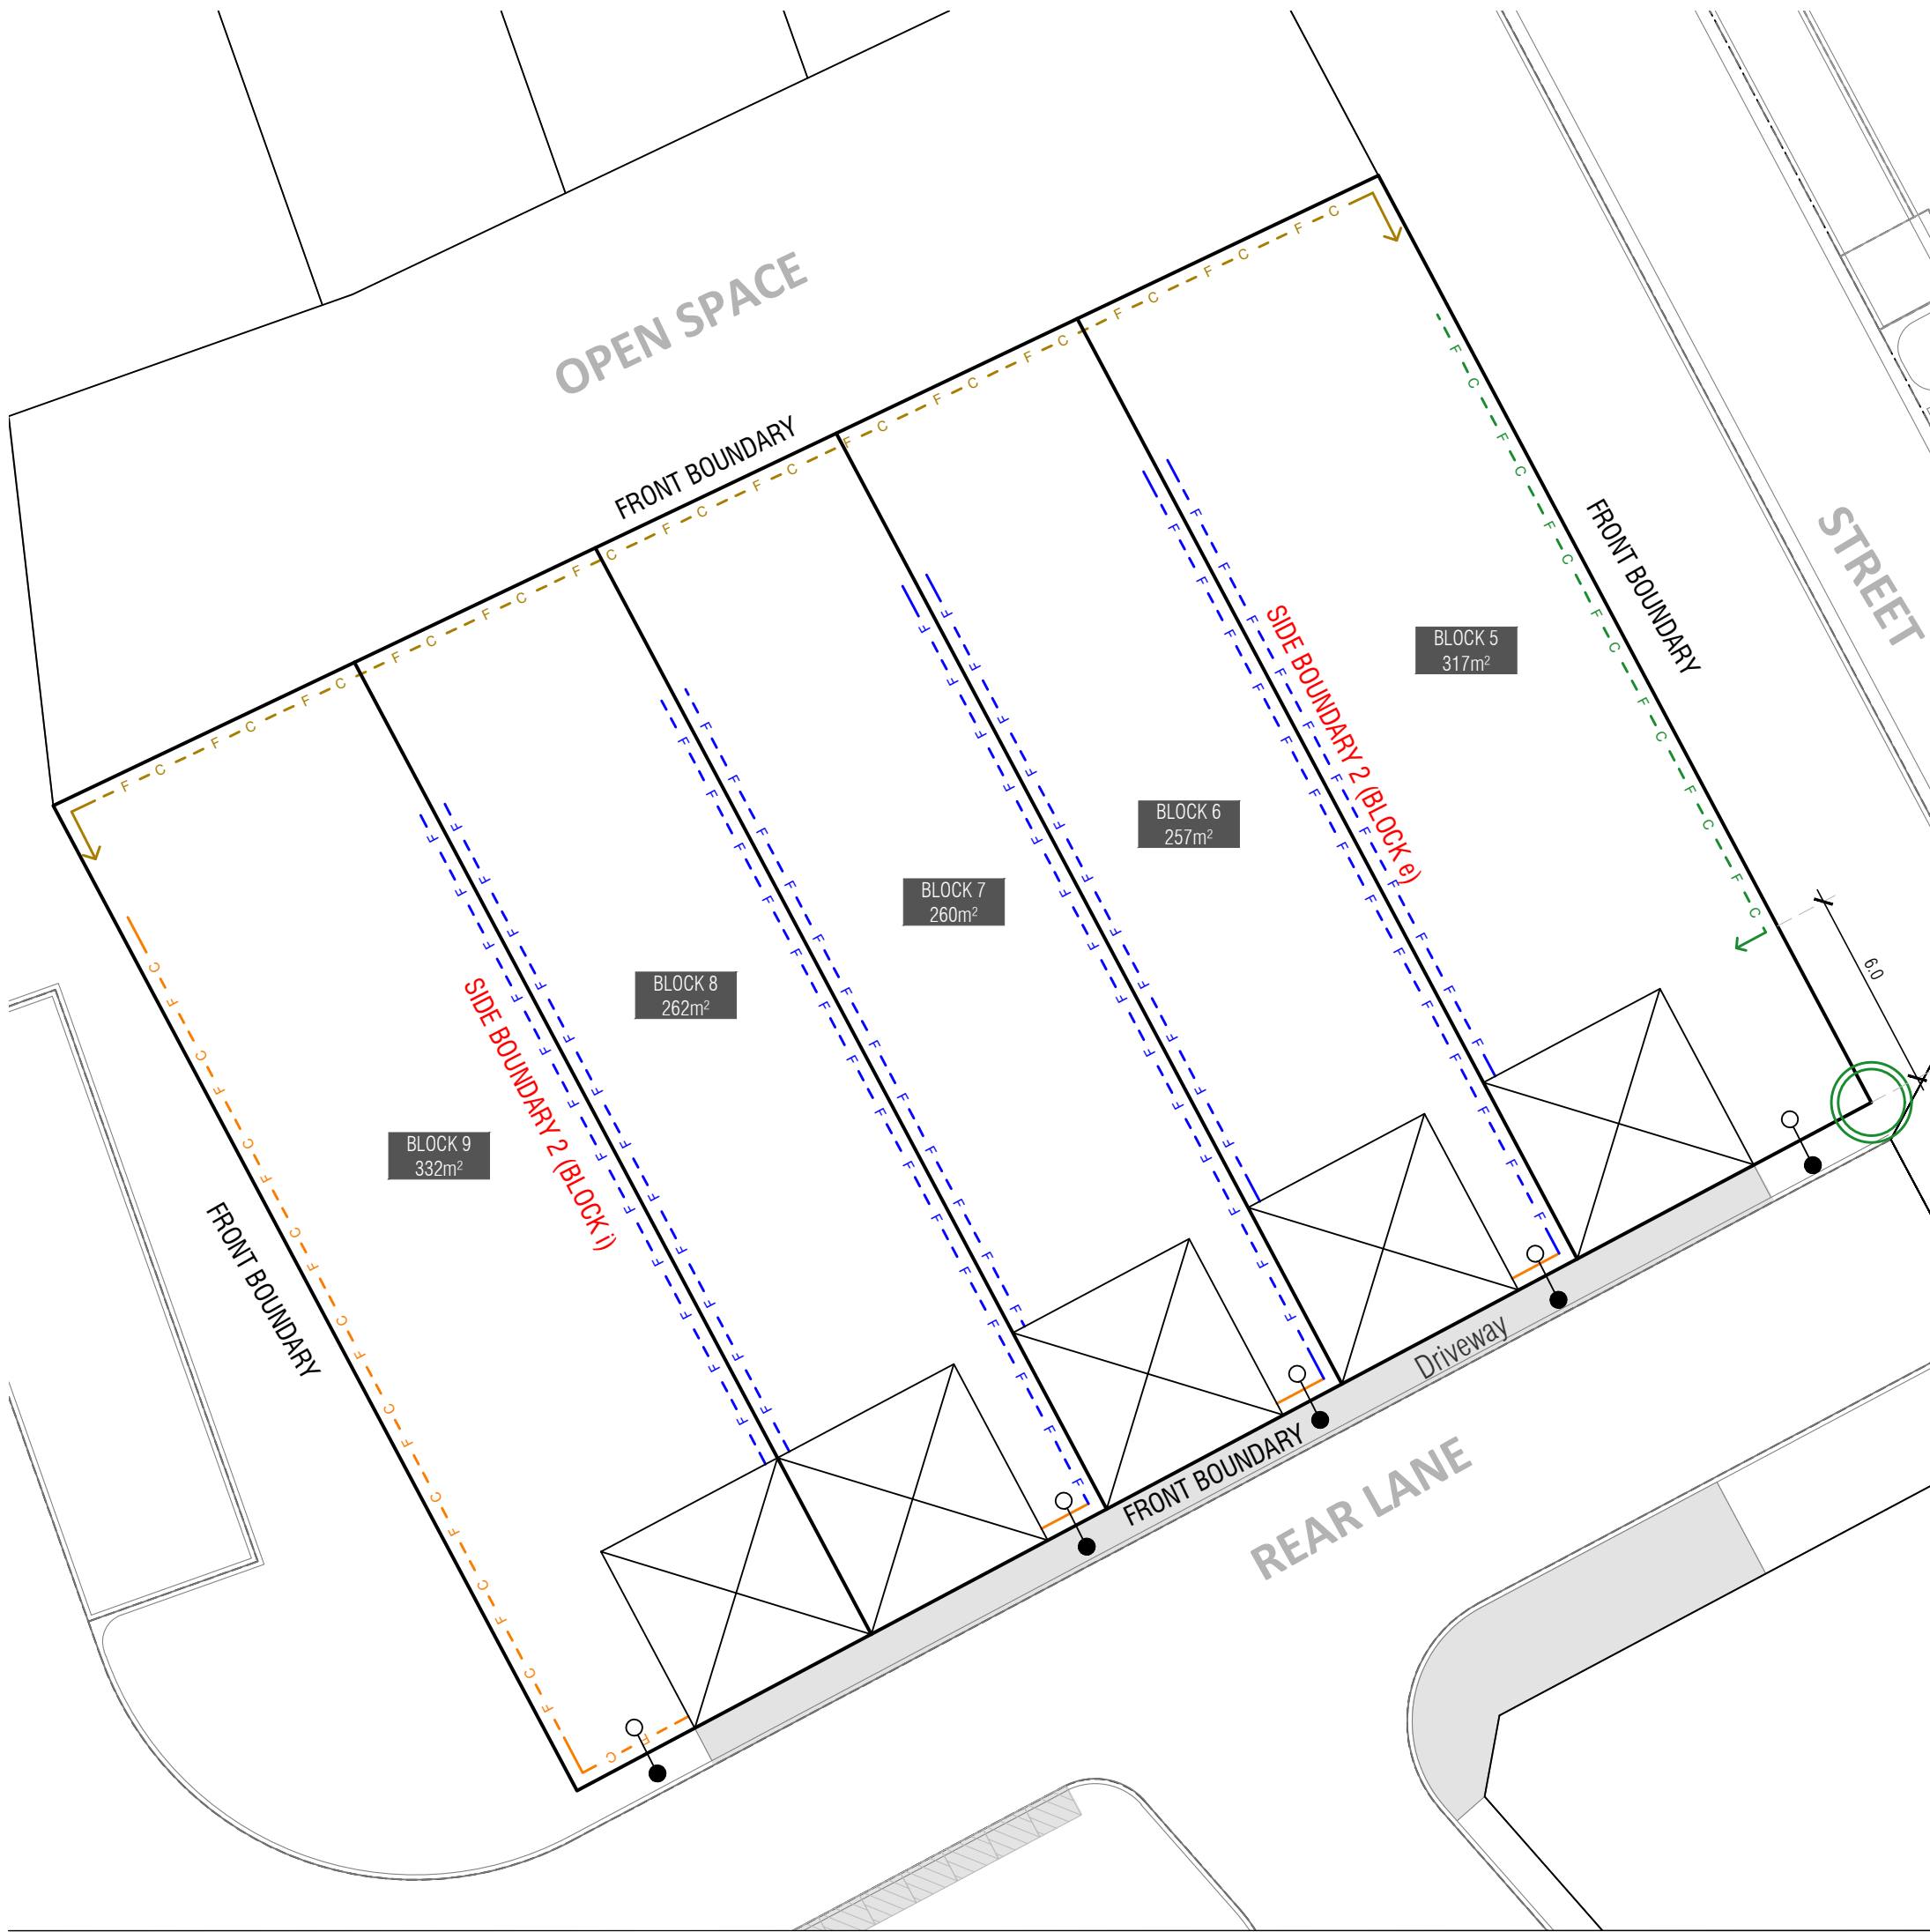 OPEN SPACE
FRONT BOUNDARY
STREET
FRONT BOUNDARY
BLOCK 5
317m²
SIDE BOUNDARY 2 (BLOCK e)
BLOCK 6
257m²
BLOCK 7
260m²
6.0
BLOCK 8
262m²
SIDE BOUNDARY 2 (BLOCK i)
BLOCK 9
332m²
FRONT BOUNDARY
Driveway
FRONT BOUNDARY
REAR LANE